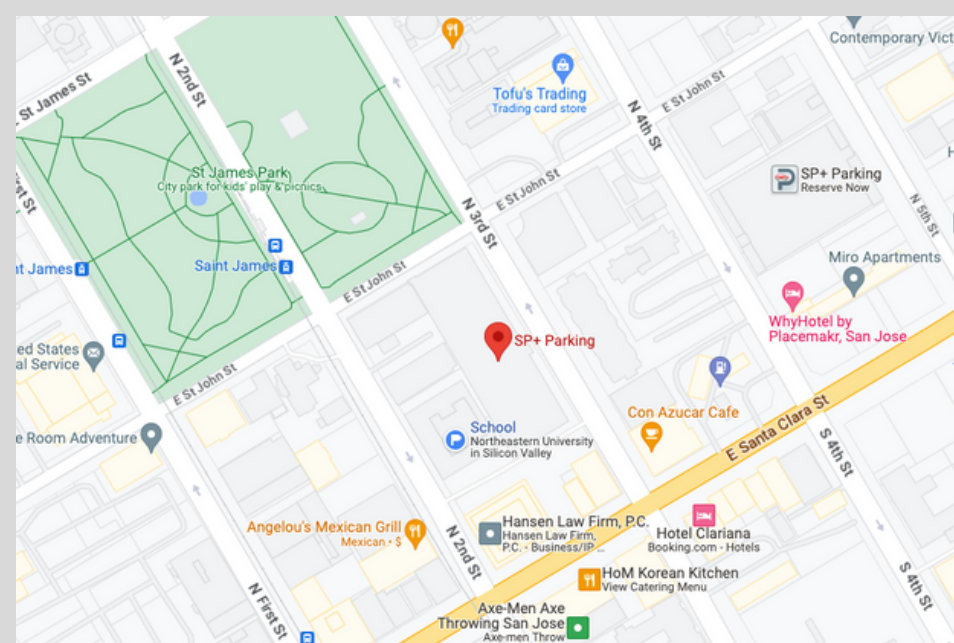 Contemporary Vict
St James St
N 2nd St
Tofu's Trading
Trading card store
N 4th St
E St John St
St James Park
City park for kids' play & picnics
E St John St
SP+ Parking
Reserve Now
First St
N 3rd St
N 5th St
nt James
Saint James
E St John St
Miro Apartments
WhyHotel by
Placemakr, San Jose
SP+ Parking
ed States
al Service
E St John St
Con Azucar Cafe
E Santa Clara St
e Room Adventure
School
Northeastern University
in Silicon Valley
S 4th St
Angelou's Mexican Grill
Mexican • $
N 2nd St
Hansen Law Firm, P.C.
Hansen Law Firm,
P.C. - Business/IP ...
Hotel Clariana
Booking.com - Hotels
HoM Korean Kitchen
View Catering Menu
S 4th St
N First St
Axe-Men Axe
Throwing San Jose
Axe-men Throw